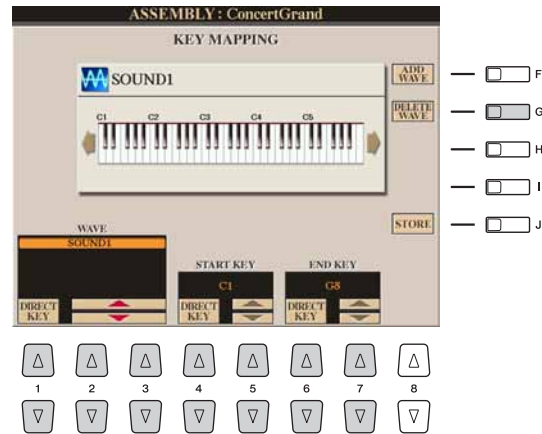 ASSEMBLY : ConcertGrand
KEY MAPPING
SOUND1
C1 C2 C3 C4 C5
ADD WAVE
DELETE WAVE
STORE
F
G
H
I
J
WAVE
SOUND1
DIRECT KEY
START KEY
C1
DIRECT KEY
END KEY
G8
DIRECT KEY
1 2 3 4 5 6 7 8